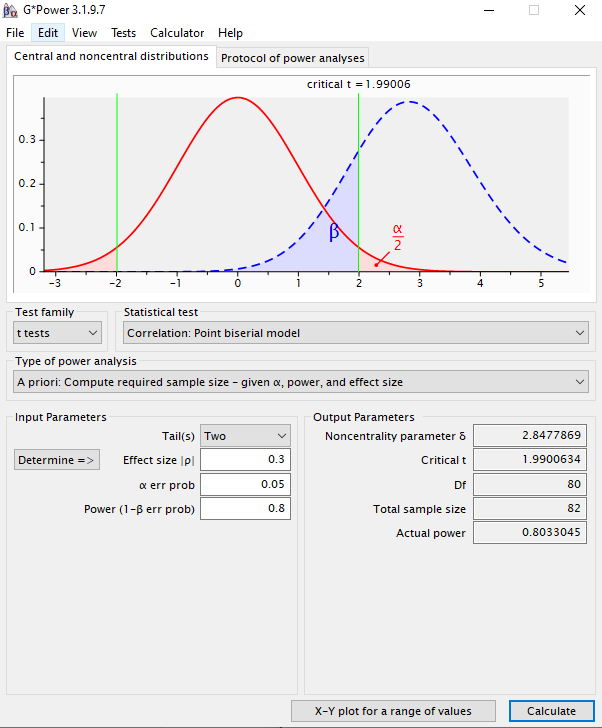 G*Power 3.1.9.7
File Edit View Tests Calculator Help
Central and noncentral distributions Protocol of power analyses
critical t = 1.99006
0.3
0.2
0.1
0
β
α
2
-3 -2 -1 0 1 2 3 4 5
Test family Statistical test
t tests Correlation: Point biserial model
Type of power analysis
A priori: Compute required sample size - given α, power, and effect size
Input Parameters
Tail(s) Two
Determine => Effect size |ρ| 0.3
α err prob 0.05
Power (1-β err prob) 0.8
Output Parameters
Noncentrality parameter δ 2.8477869
Critical t 1.9900634
Df 80
Total sample size 82
Actual power 0.8033045
X-Y plot for a range of values Calculate